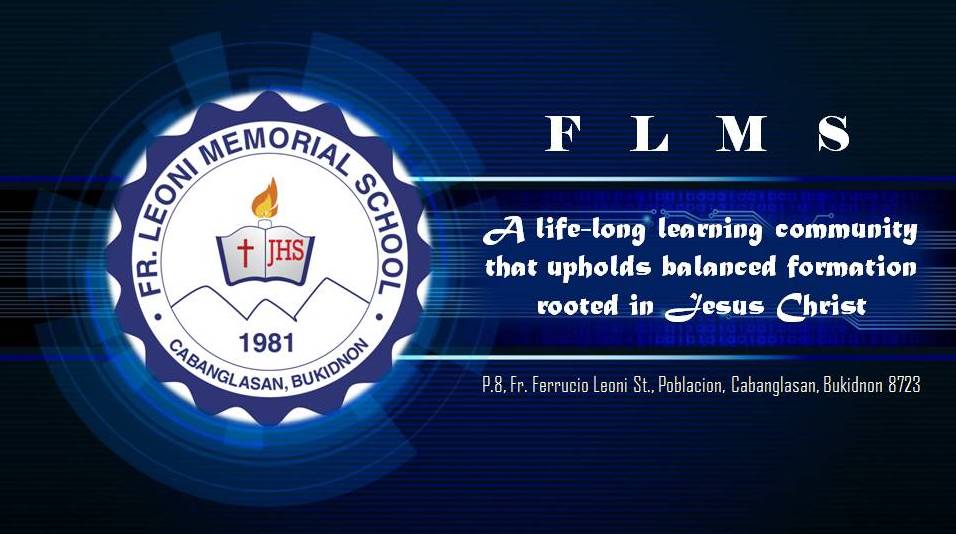 FR. LEONI MEMORIAL SCHOOL
JHS
1981
CABANGLASAN, BUKIDNON
F L M S
A life-long learning community
that upholds balanced formation
rooted in Jesus Christ
P.8, Fr. Ferrucio Leoni St., Poblacion, Cabanglasan, Bukidnon 8723